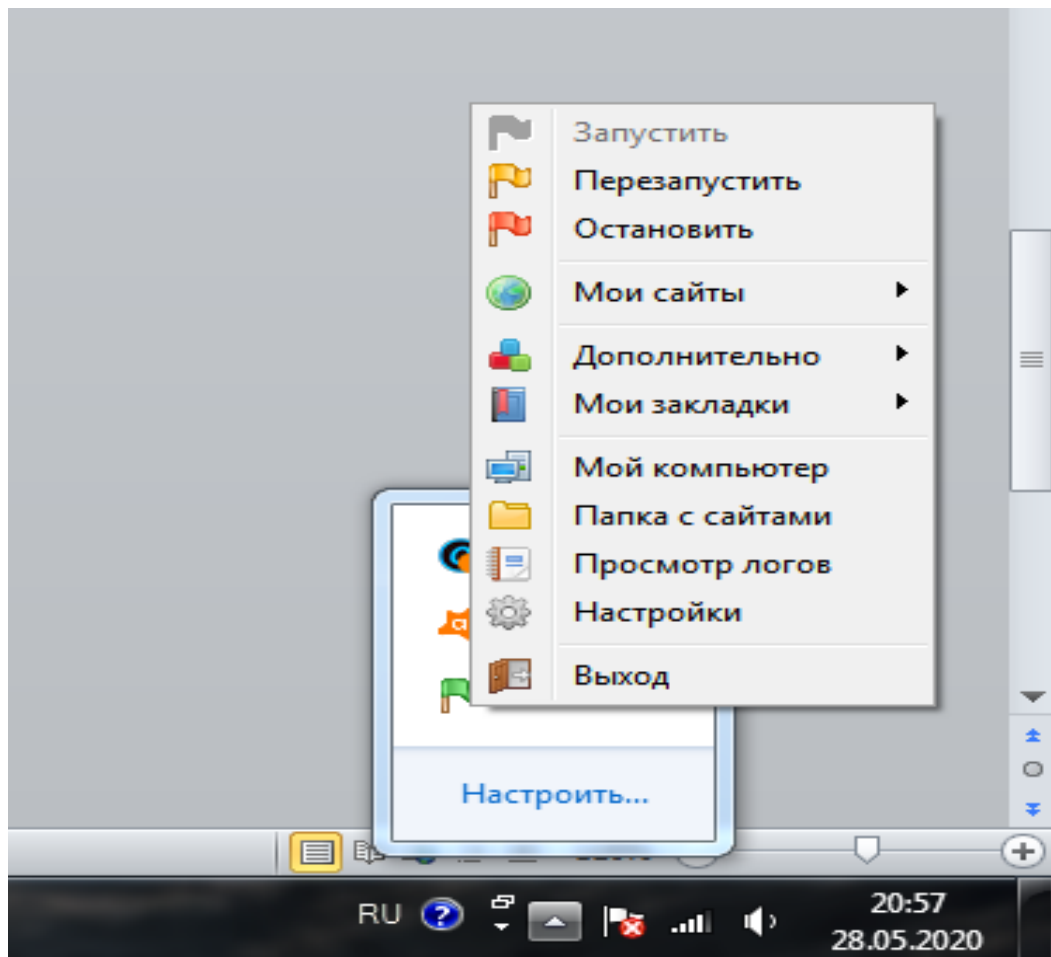 Запустить
Перезапустить
Остановить
Мои сайты
Дополнительно
Мои закладки
Мой компьютер
Папка с сайтами
Просмотр логов
Настройки
Выход
Настроить...
RU
20:57
28.05.2020